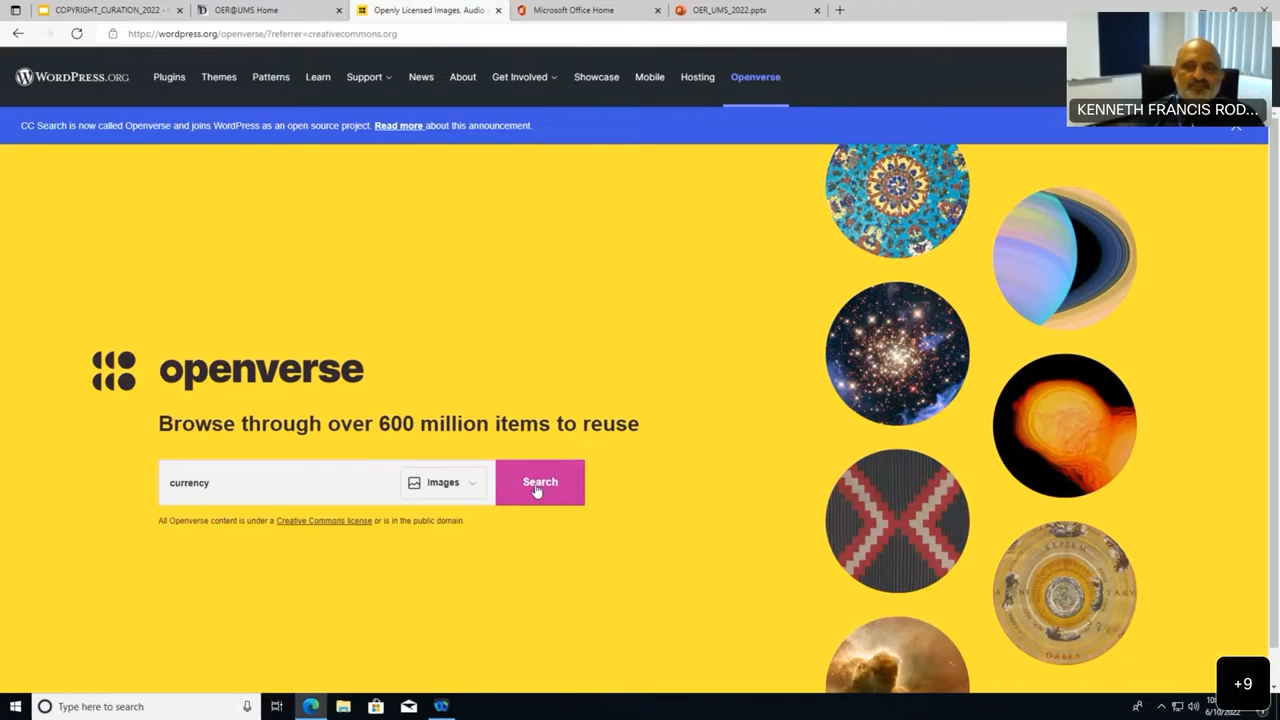 COPYRIGHT_CURATION_2022 -
OER@UMS Home
Openly Licensed Images, Audio
Microsoft Office Home
OER_UMS_2022.pptx
https://wordpress.org/openverse/?referrer=creativecommons.org
WORDPRESS.ORG
Plugins
Themes
Patterns
Learn
Support
News
About
Get Involved
Showcase
Mobile
Hosting
Openverse
KENNETH FRANCIS ROD...
CC Search is now called Openverse and joins WordPress as an open source project. Read more about this announcement.
openverse
Browse through over 600 million items to reuse
currency
Images
Search
All Openverse content is under a Creative Commons license or is in the public domain.
SEPTEM
ORBES
+9
Type here to search
6/10/2022